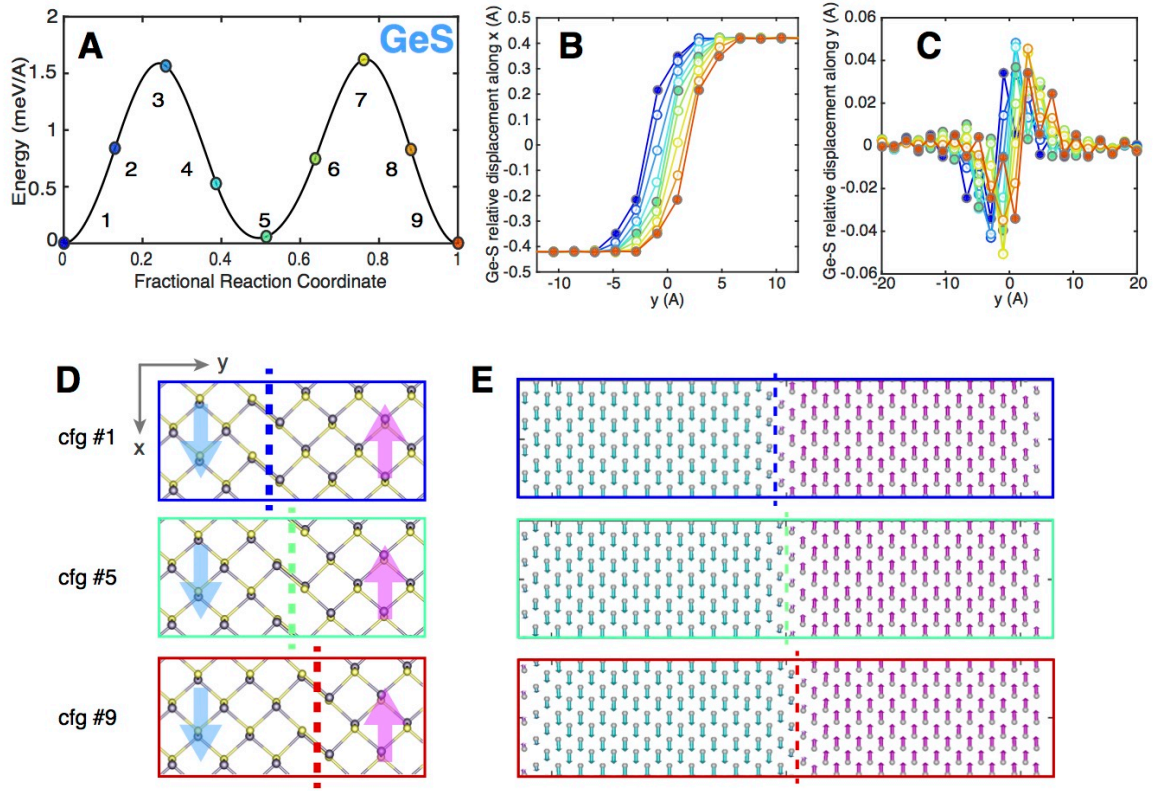 A
GeS
Energy (meV/A)
2
1.5
1
0.5
0
1
2
3
4
5
6
7
8
9
0
0.2
0.4
0.6
0.8
1
Fractional Reaction Coordinate
B
Ge-S relative displacement along x (A)
0.5
0.4
0.3
0.2
0.1
0
-0.1
-0.2
-0.3
-0.4
-0.5
-10
-5
0
5
10
y (A)
C
Ge-S relative displacement along y (A)
0.06
0.04
0.02
0
-0.02
-0.04
-0.06
-20
-10
0
10
20
y (A)
D
y
x
cfg #1
cfg #5
cfg #9
E